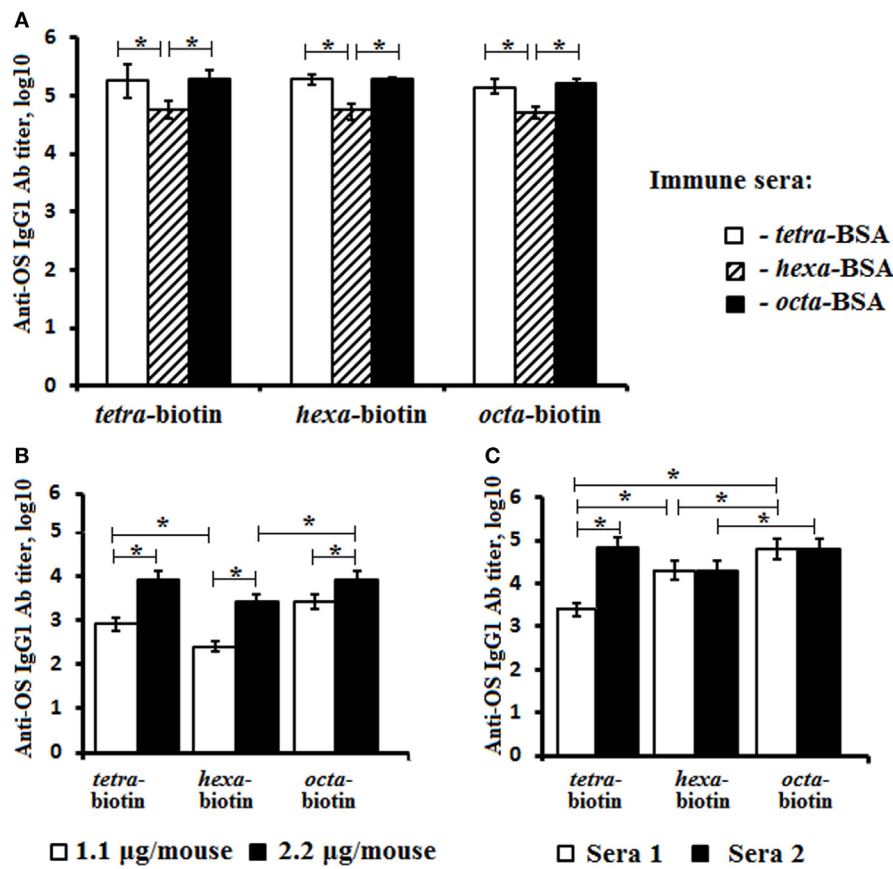 A
Anti-OS IgG1 Ab titer, log10
6
5
4
3
2
1
0
* * * * * *
tetra-biotin hexa-biotin octa-biotin
Immune sera:
- tetra-BSA
- hexa-BSA
- octa-BSA
B
Anti-OS IgG1 Ab titer, log10
6
5
4
3
2
1
0
* *
* * *
tetra-
biotin
hexa-
biotin
octa-
biotin
1.1 µg/mouse 2.2 µg/mouse
C
Anti-OS IgG1 Ab titer, log10
6
5
4
3
2
1
0
*
* *
* *
tetra-
biotin
hexa-
biotin
octa-
biotin
Sera 1 Sera 2